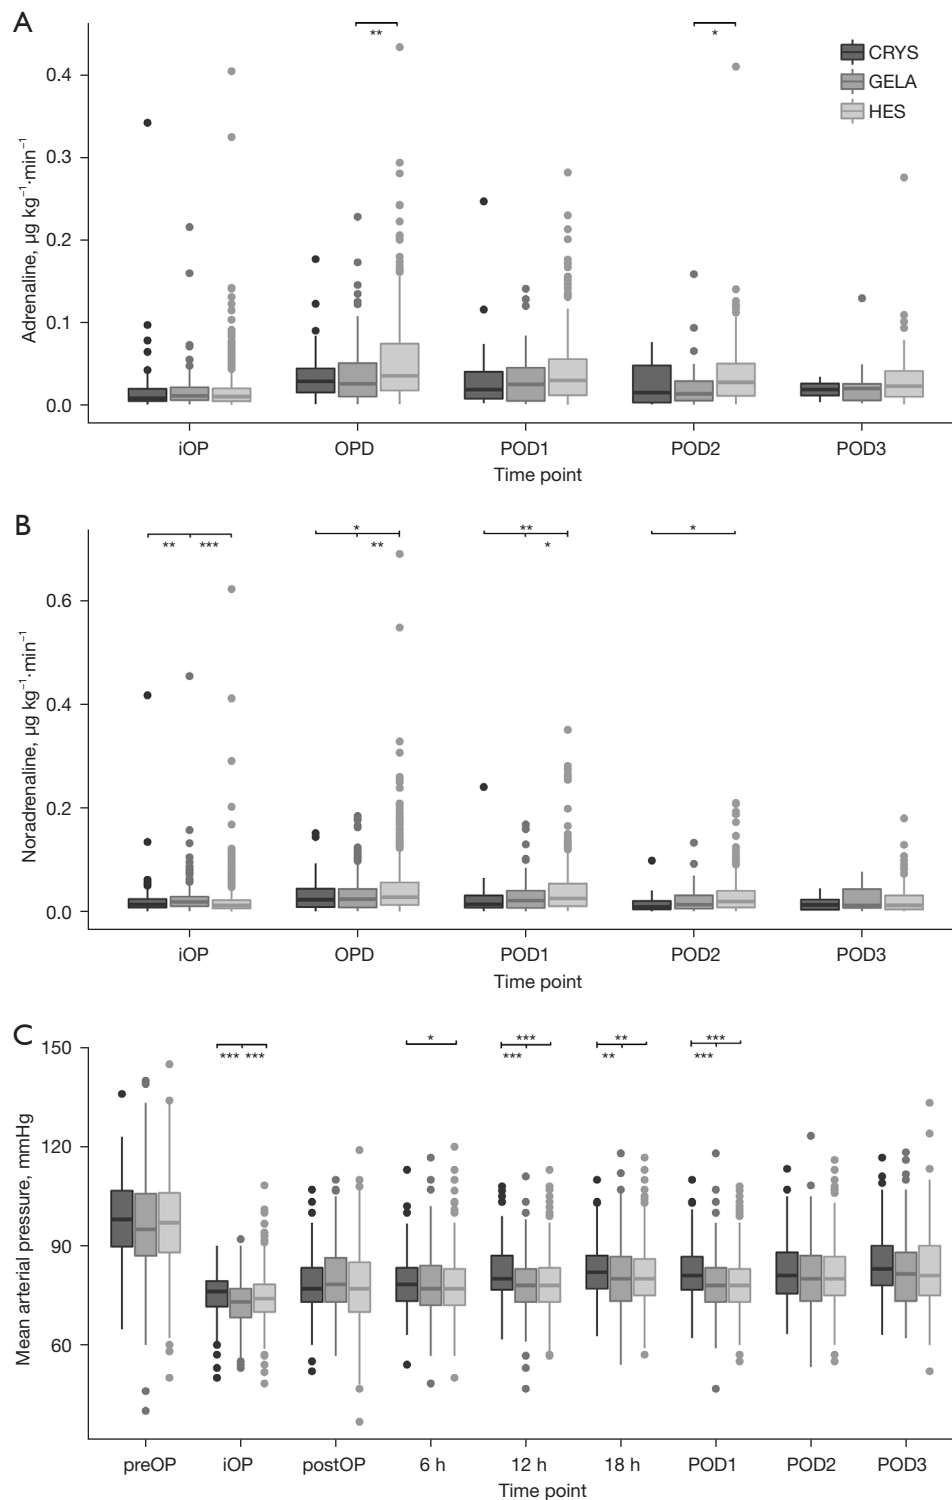 A
** *
CRYS
GELA
HES
0.4
0.3
0.2
0.1
0.0
Adrenaline, µg kg⁻¹·min⁻¹
iOP OPD POD1 POD2 POD3
Time point
B
* ** *
** *** ** *
0.6
0.4
0.2
0.0
Noradrenaline, µg kg⁻¹·min⁻¹
iOP OPD POD1 POD2 POD3
Time point
C
* *** ** ***
*** *** *** ** ***
150
120
90
60
Mean arterial pressure, mmHg
preOP iOP postOP 6 h 12 h 18 h POD1 POD2 POD3
Time point